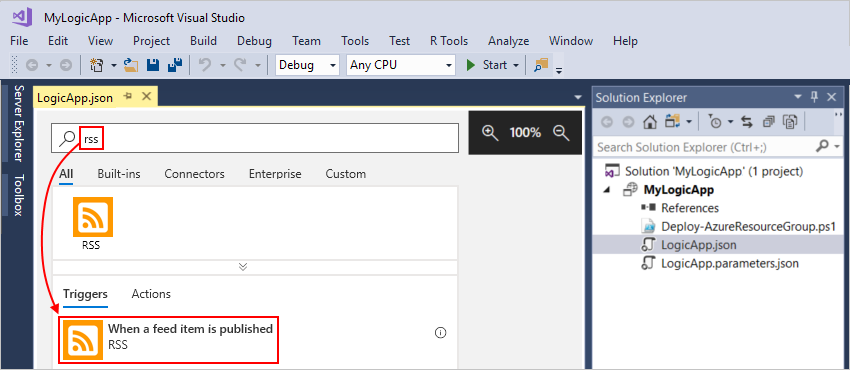 MyLogicApp - Microsoft Visual Studio
File Edit View Project Build Debug Team Tools Test R Tools Analyze Window Help
Debug Any CPU Start
Server Explorer
Toolbox
LogicApp.json
rss
100%
All Built-ins Connectors Enterprise Custom
RSS
Triggers Actions
When a feed item is published
RSS
Solution Explorer
Search Solution Explorer (Ctrl+;)
Solution 'MyLogicApp' (1 project)
MyLogicApp
References
Deploy-AzureResourceGroup.ps1
LogicApp.json
LogicApp.parameters.json